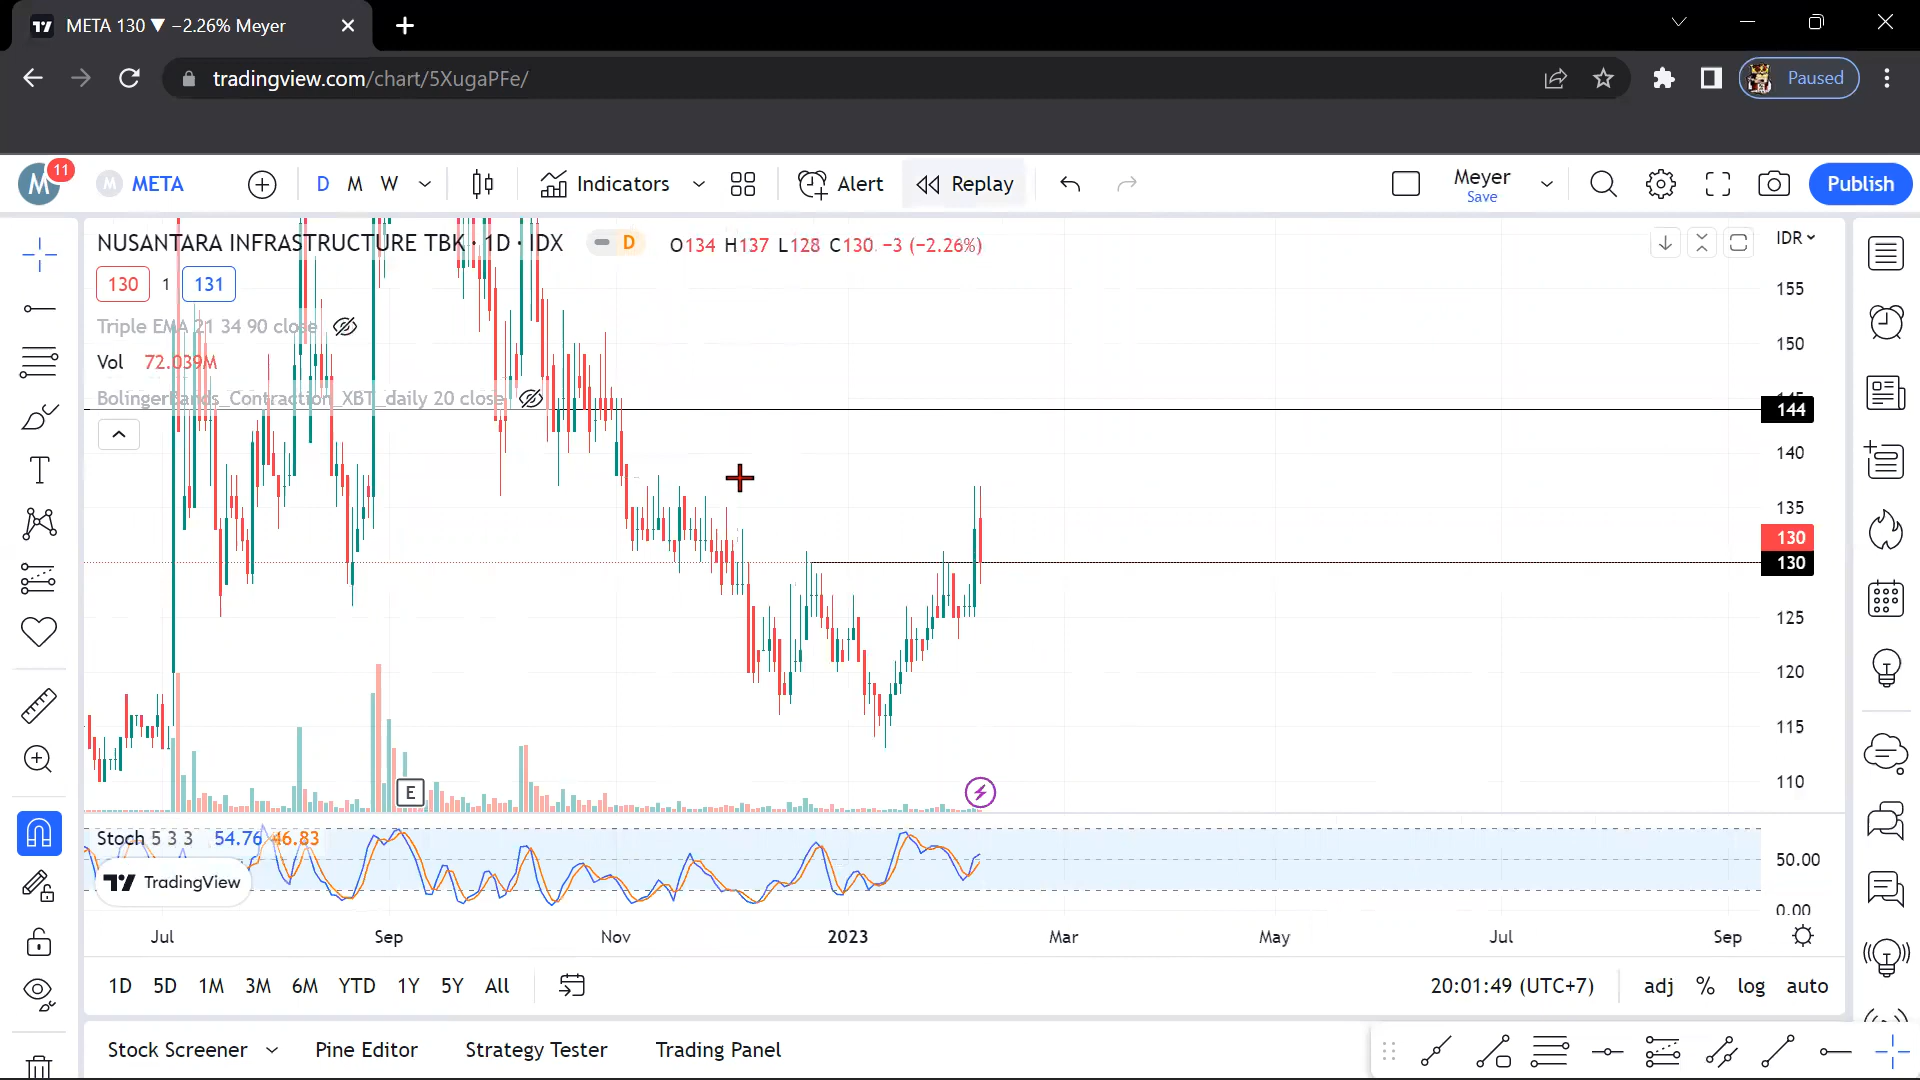 META 130 ▼ −2.26% Meyer
tradingview.com/chart/5XugaPFe/
Paused
M 11 M META D M W Indicators Alert Replay Meyer Save Publish
NUSANTARA INFRASTRUCTURE TBK · 1D · IDX D O134 H137 L128 C130 −3 (−2.26%)
IDR
130 1 131
155
Triple EMA 21 34 90 close
150
Vol 72.039M
BolingerBands_Contraction_XBT_daily 20 close
144
140
135
130
130
125
120
115
110
E
Stoch 5 3 3 54.76 46.83
50.00
TradingView
0.00
Jul Sep Nov 2023 Mar May Jul Sep
1D 5D 1M 3M 6M YTD 1Y 5Y All
20:01:49 (UTC+7) adj % log auto
Stock Screener Pine Editor Strategy Tester Trading Panel